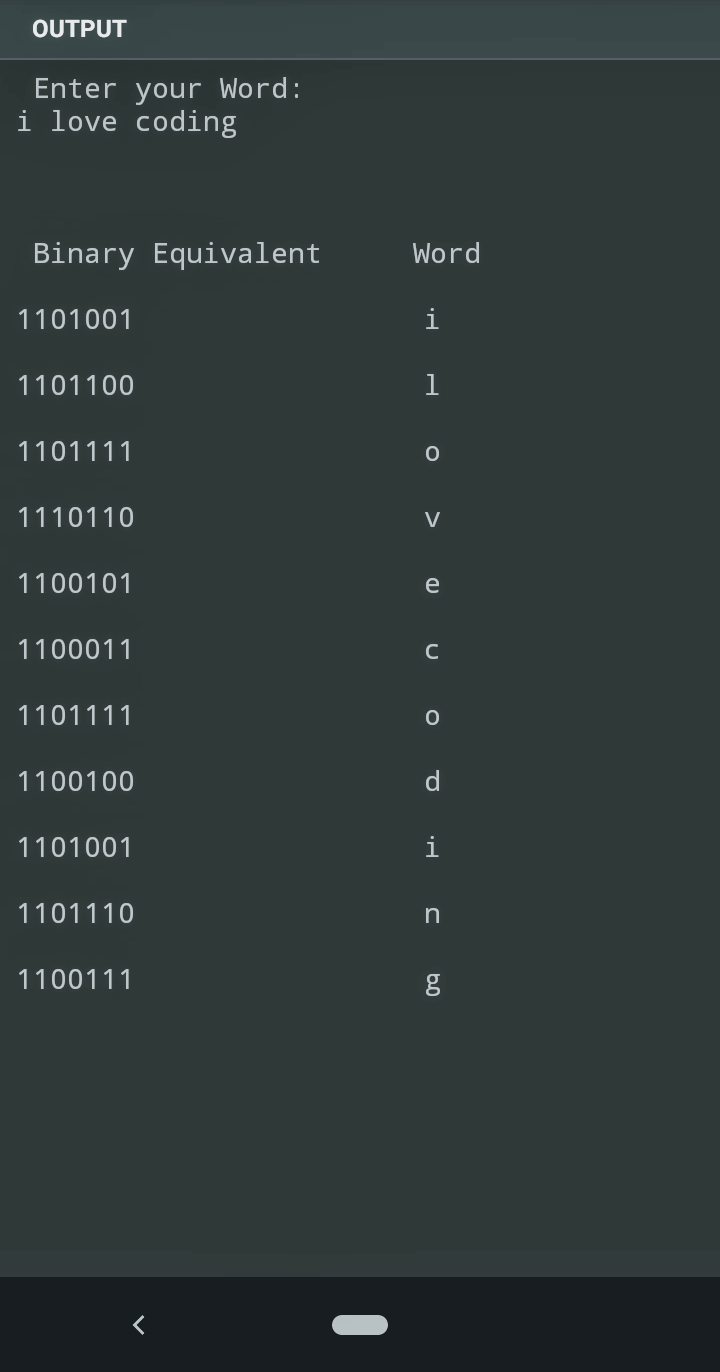 OUTPUT
Enter your Word:
i love coding
Binary Equivalent Word
1101001 i
1101100 l
1101111 o
1110110 v
1100101 e
1100011 c
1101111 o
1100100 d
1101001 i
1101110 n
1100111 g